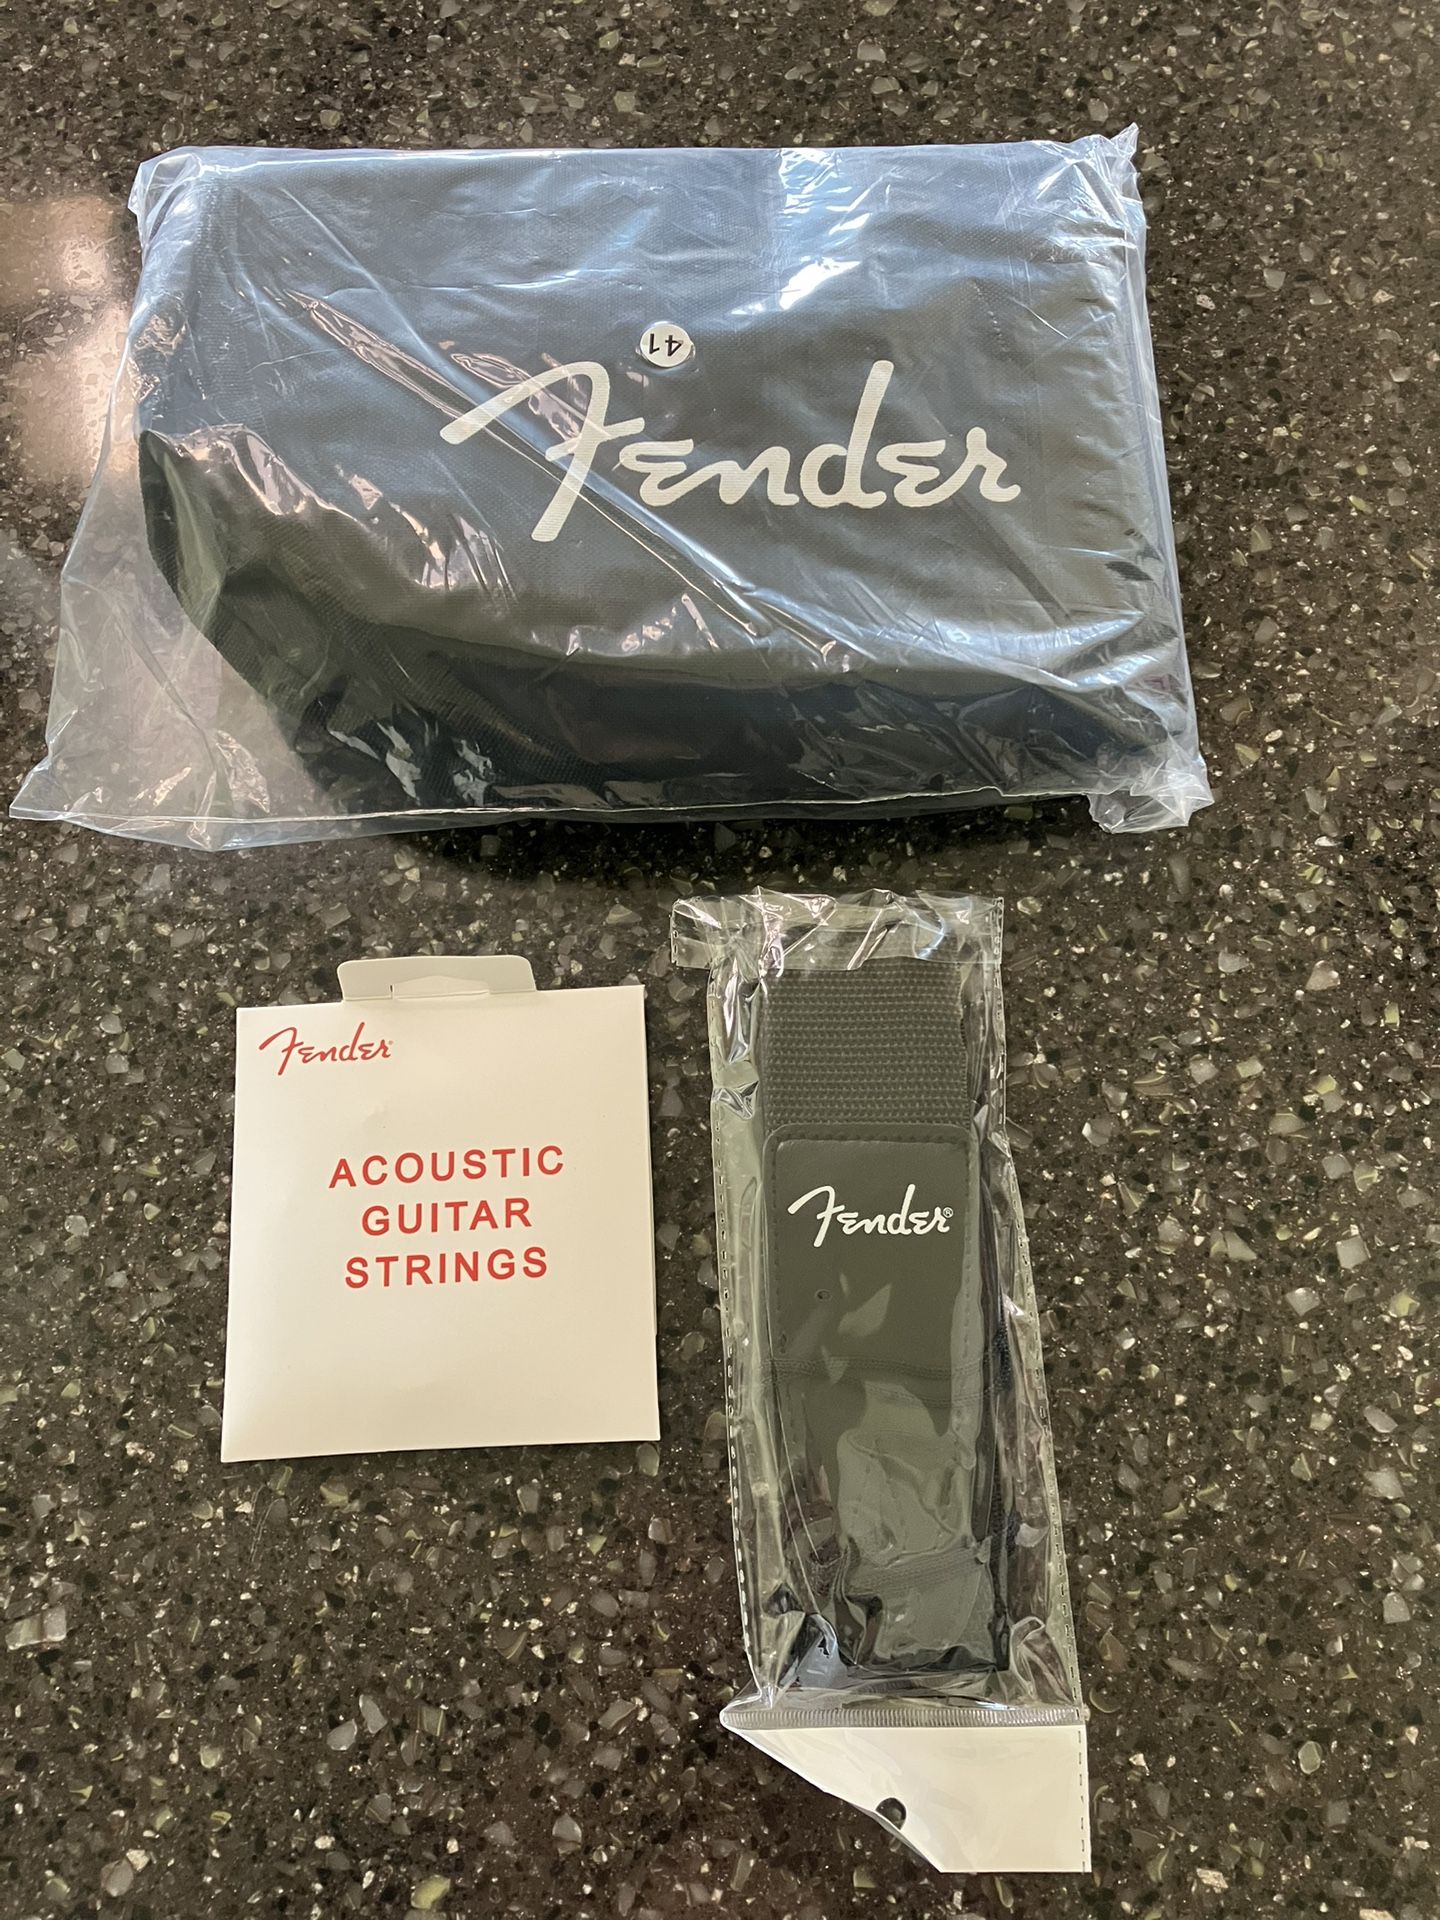 41
Fender
Fender®
ACOUSTIC
GUITAR
STRINGS
Fender®